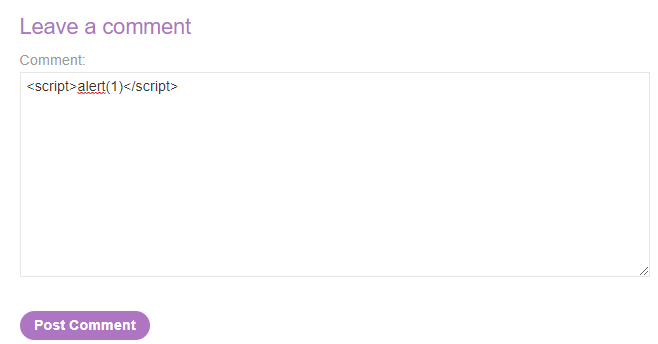 Leave a comment
Comment:
<script>alert(1)</script>
Post Comment